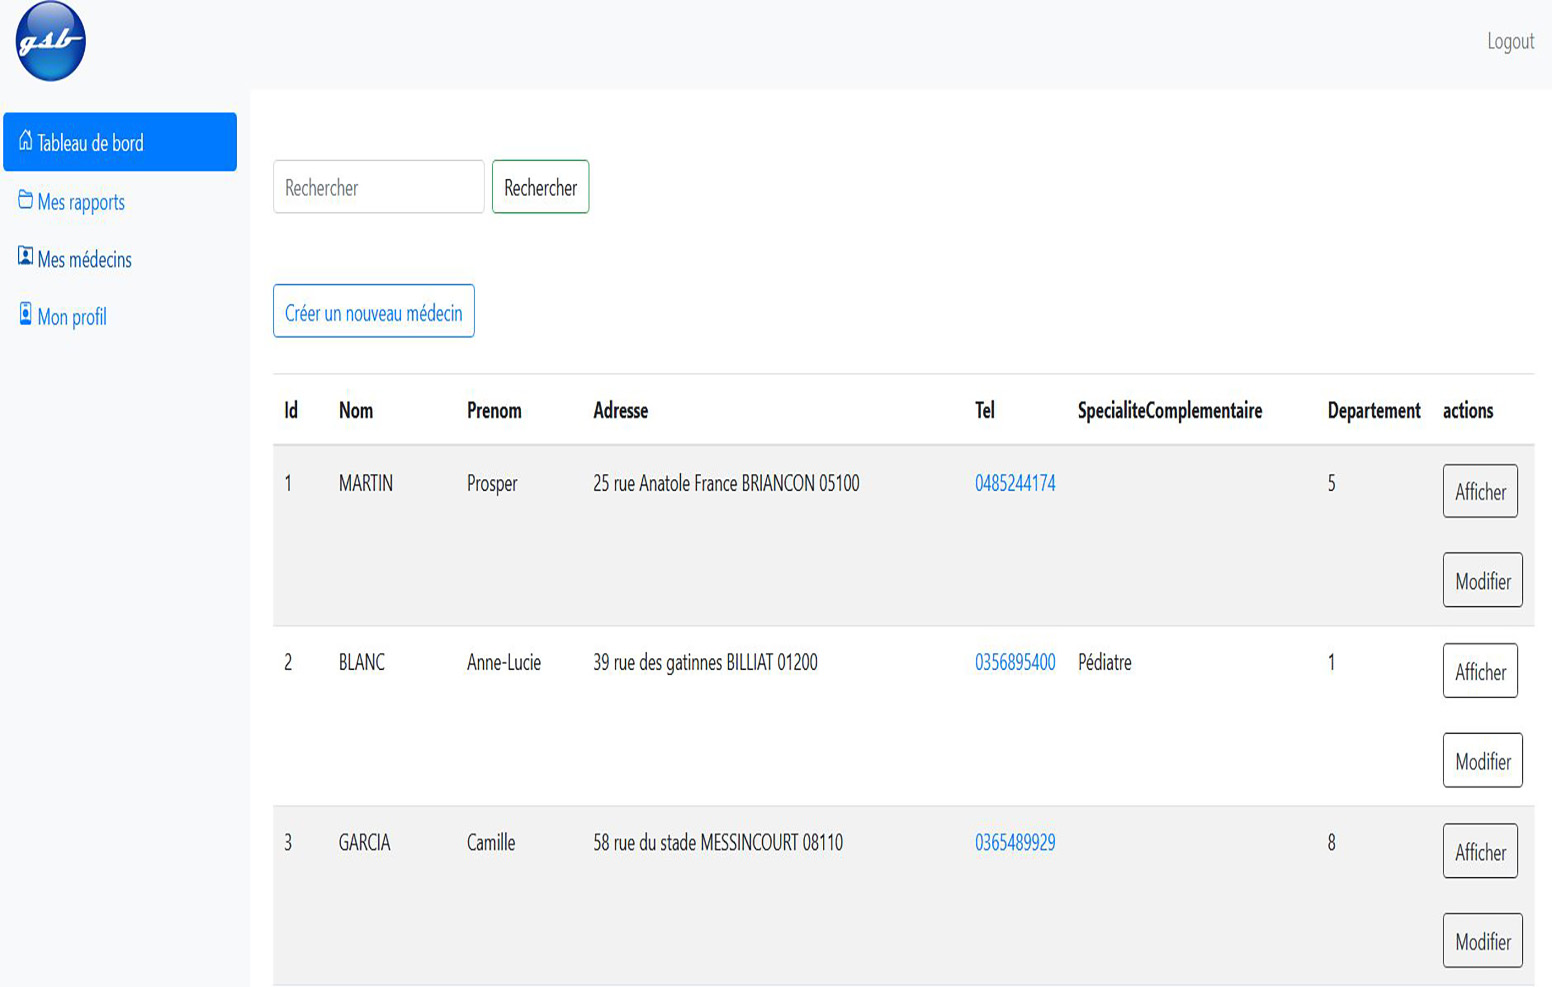 gsb
Logout
Tableau de bord
Mes rapports
Mes médecins
Mon profil
Rechercher Rechercher
Créer un nouveau médecin
Id Nom Prenom Adresse Tel SpecialiteComplementaire Departement actions
1 MARTIN Prosper 25 rue Anatole France BRIANCON 05100 0485244174 5 Afficher
Modifier
2 BLANC Anne-Lucie 39 rue des gatinnes BILLIAT 01200 0356895400 Pédiatre 1 Afficher
Modifier
3 GARCIA Camille 58 rue du stade MESSINCOURT 08110 0365489929 8 Afficher
Modifier